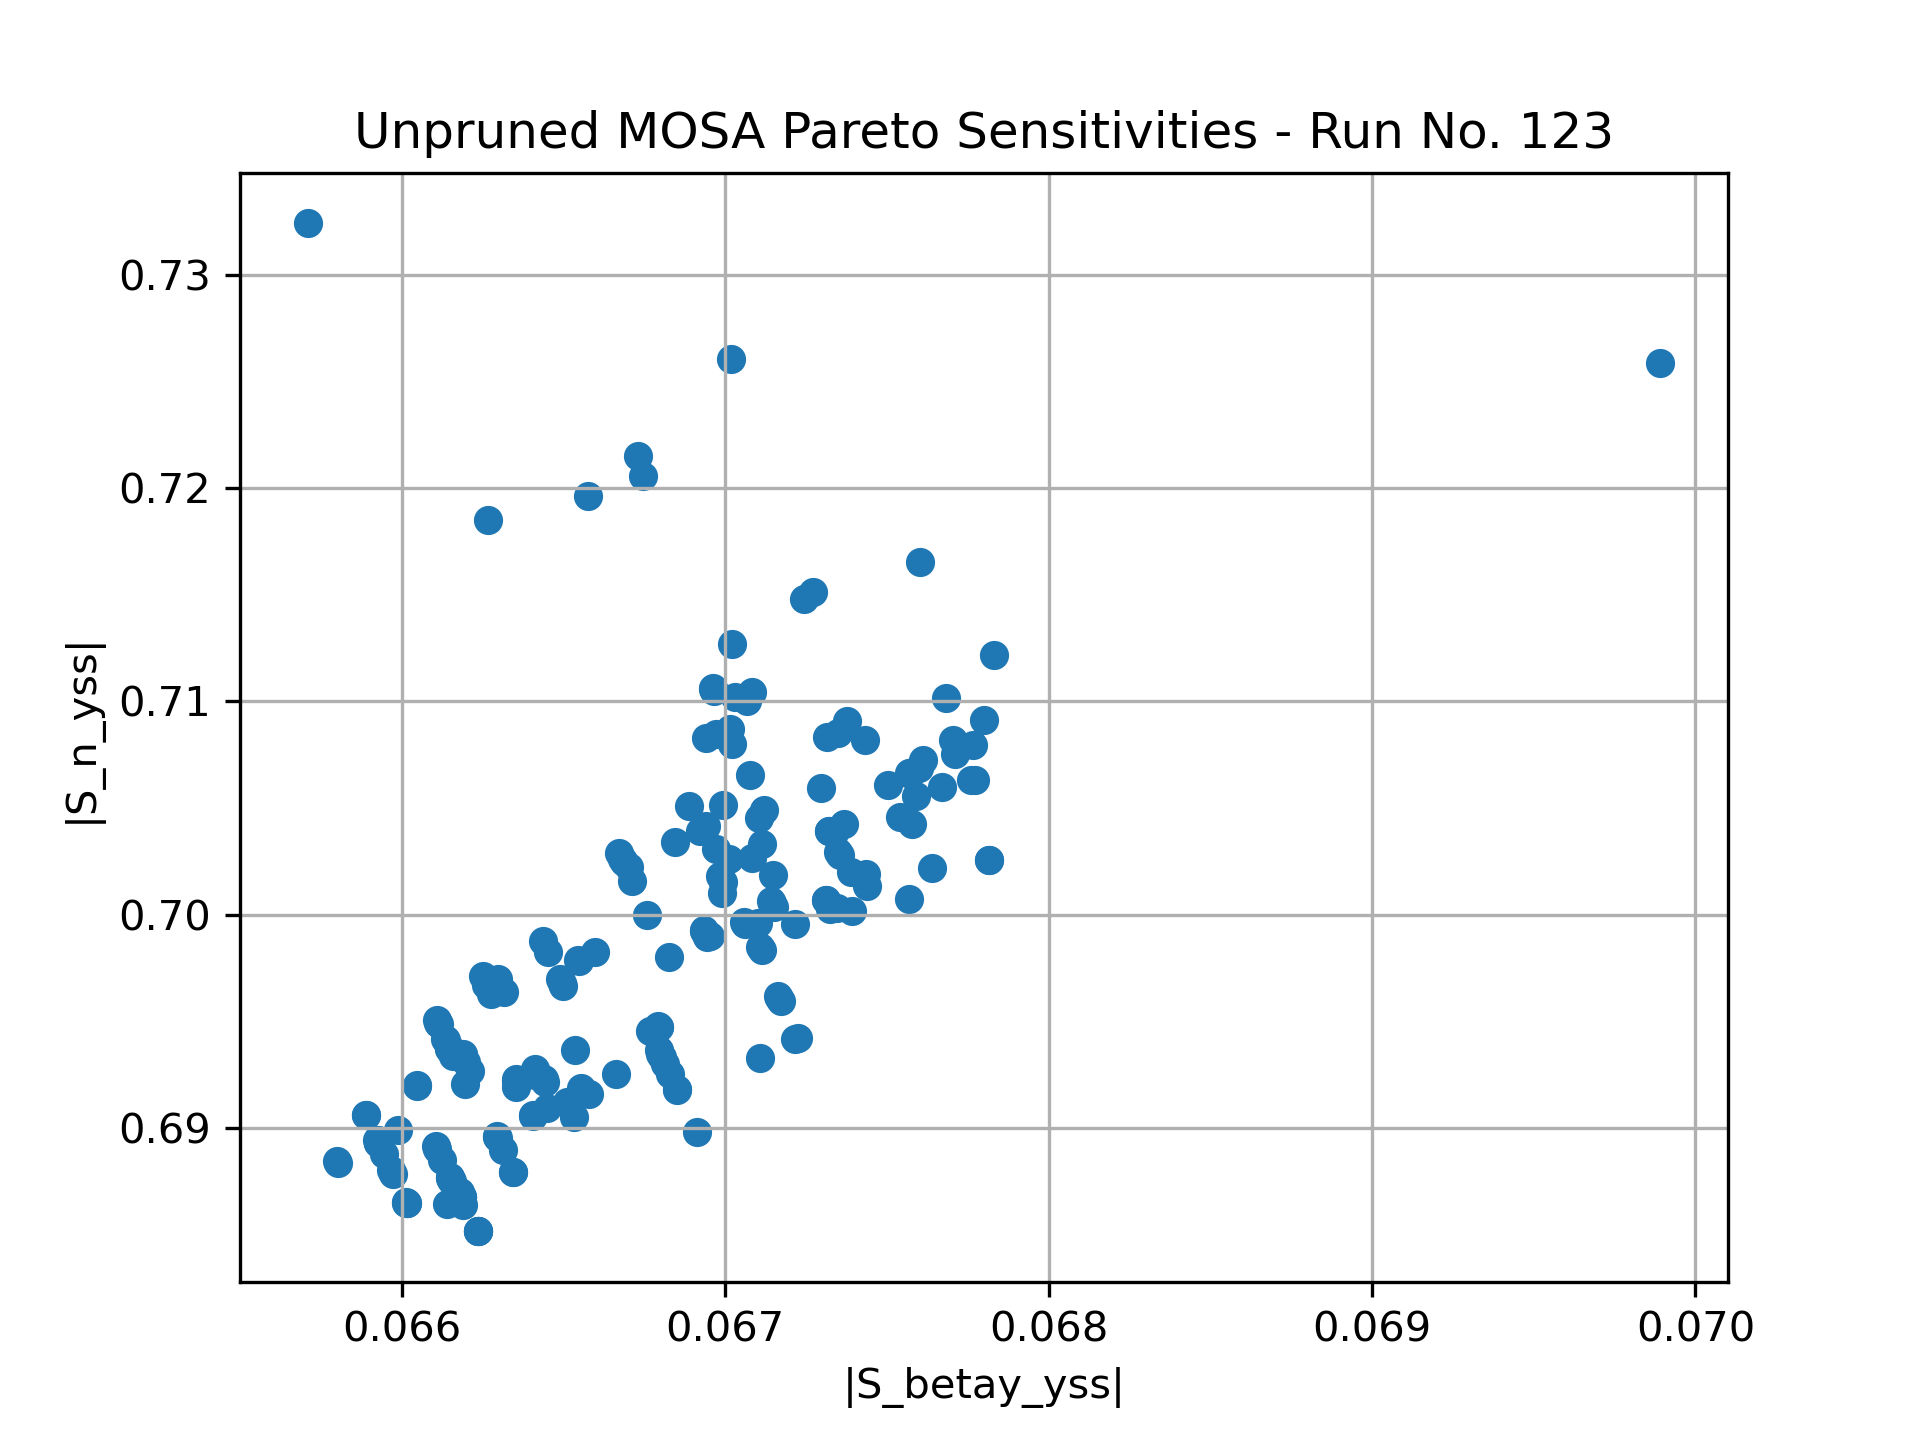 Unpruned MOSA Pareto Sensitivities - Run No. 123
0.73
0.72
0.71
0.70
0.69
|S_n_yss|
0.066 0.067 0.068 0.069 0.070
|S_betay_yss|